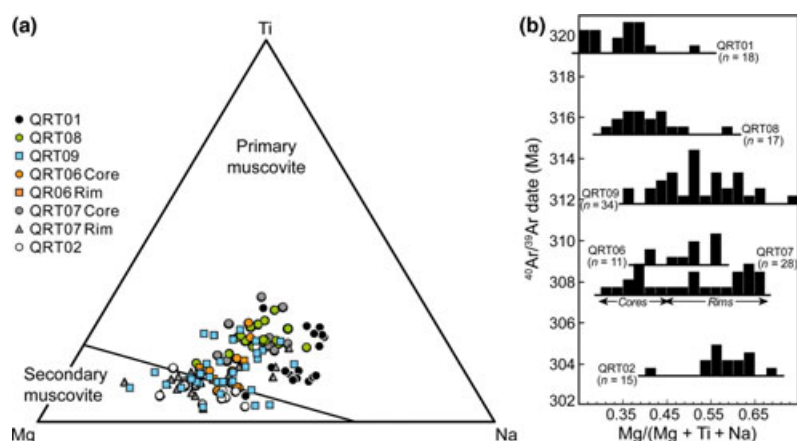 (a)
Ti
QRT01
QRT08
QRT09
QRT06 Core
QR06 Rim
QRT07 Core
QRT07 Rim
QRT02
Primary
muscovite
Secondary
muscovite
Mg
Na
(b)
⁴⁰Ar/³⁹Ar date (Ma)
320
318
316
314
312
310
308
306
304
302
QRT01
(n = 18)
QRT08
(n = 17)
QRT09
(n = 34)
QRT06
(n = 11)
QRT07
(n = 28)
Cores
Rims
QRT02
(n = 15)
0.35
0.45
0.55
0.65
Mg/(Mg + Ti + Na)